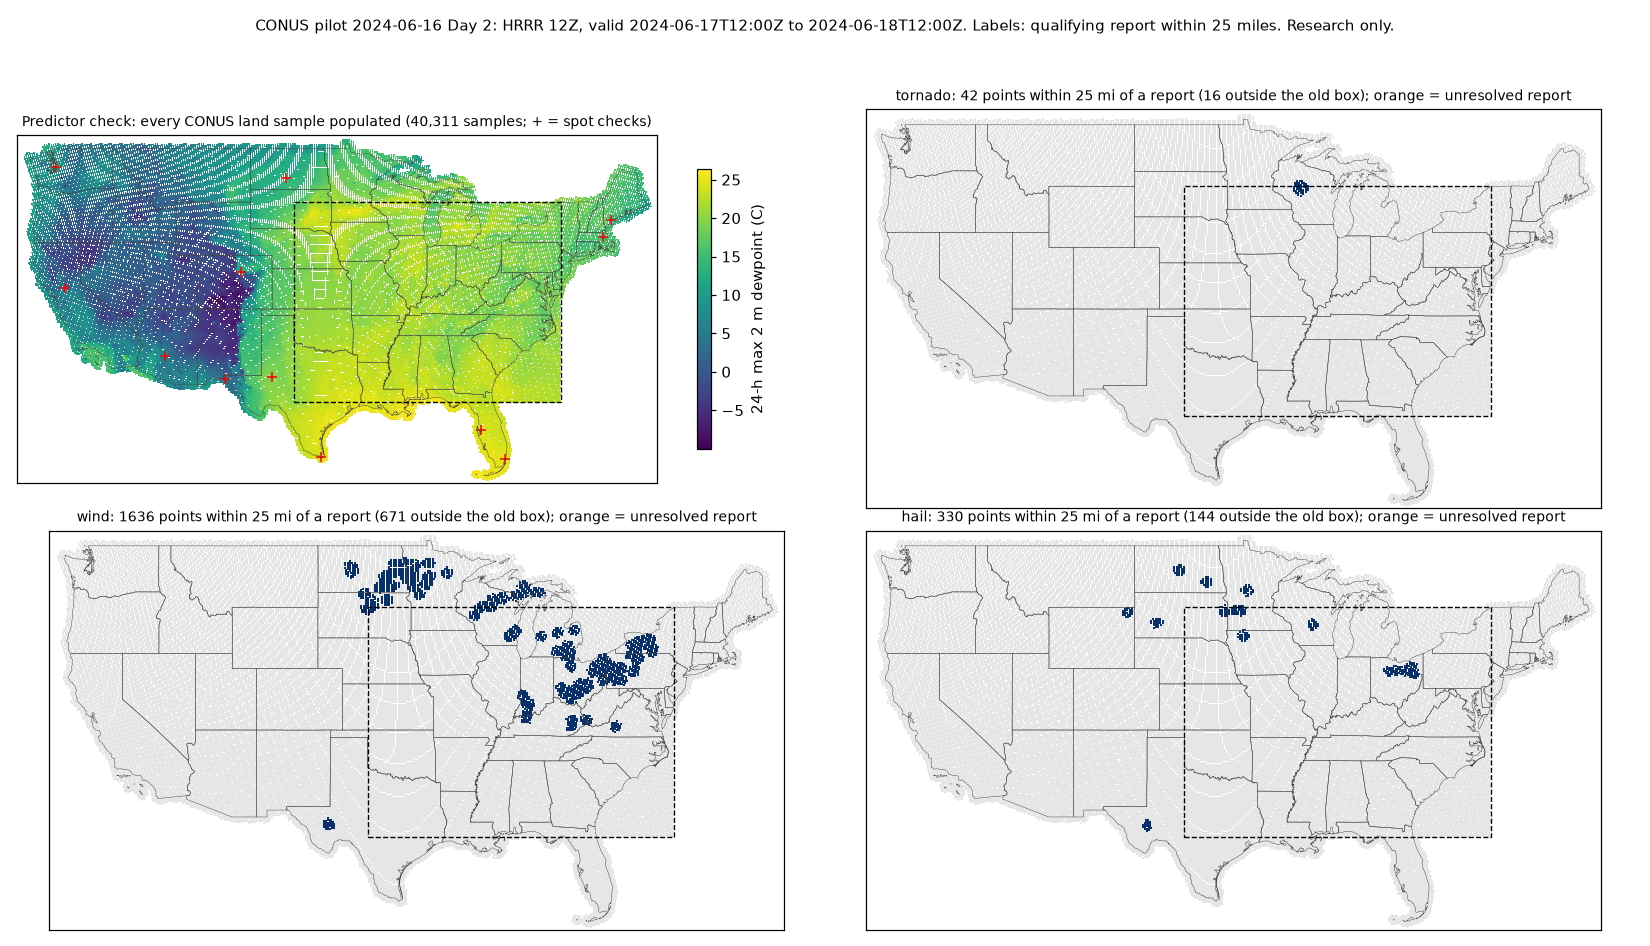 CONUS pilot 2024-06-16 Day 2: HRRR 12Z, valid 2024-06-17T12:00Z to 2024-06-18T12:00Z. Labels: qualifying report within 25 miles. Research only.
Predictor check: every CONUS land sample populated (40,311 samples; + = spot checks)
25
20
15
10
5
0
−5
24-h max 2 m dewpoint (C)
tornado: 42 points within 25 mi of a report (16 outside the old box); orange = unresolved report
wind: 1636 points within 25 mi of a report (671 outside the old box); orange = unresolved report
hail: 330 points within 25 mi of a report (144 outside the old box); orange = unresolved report